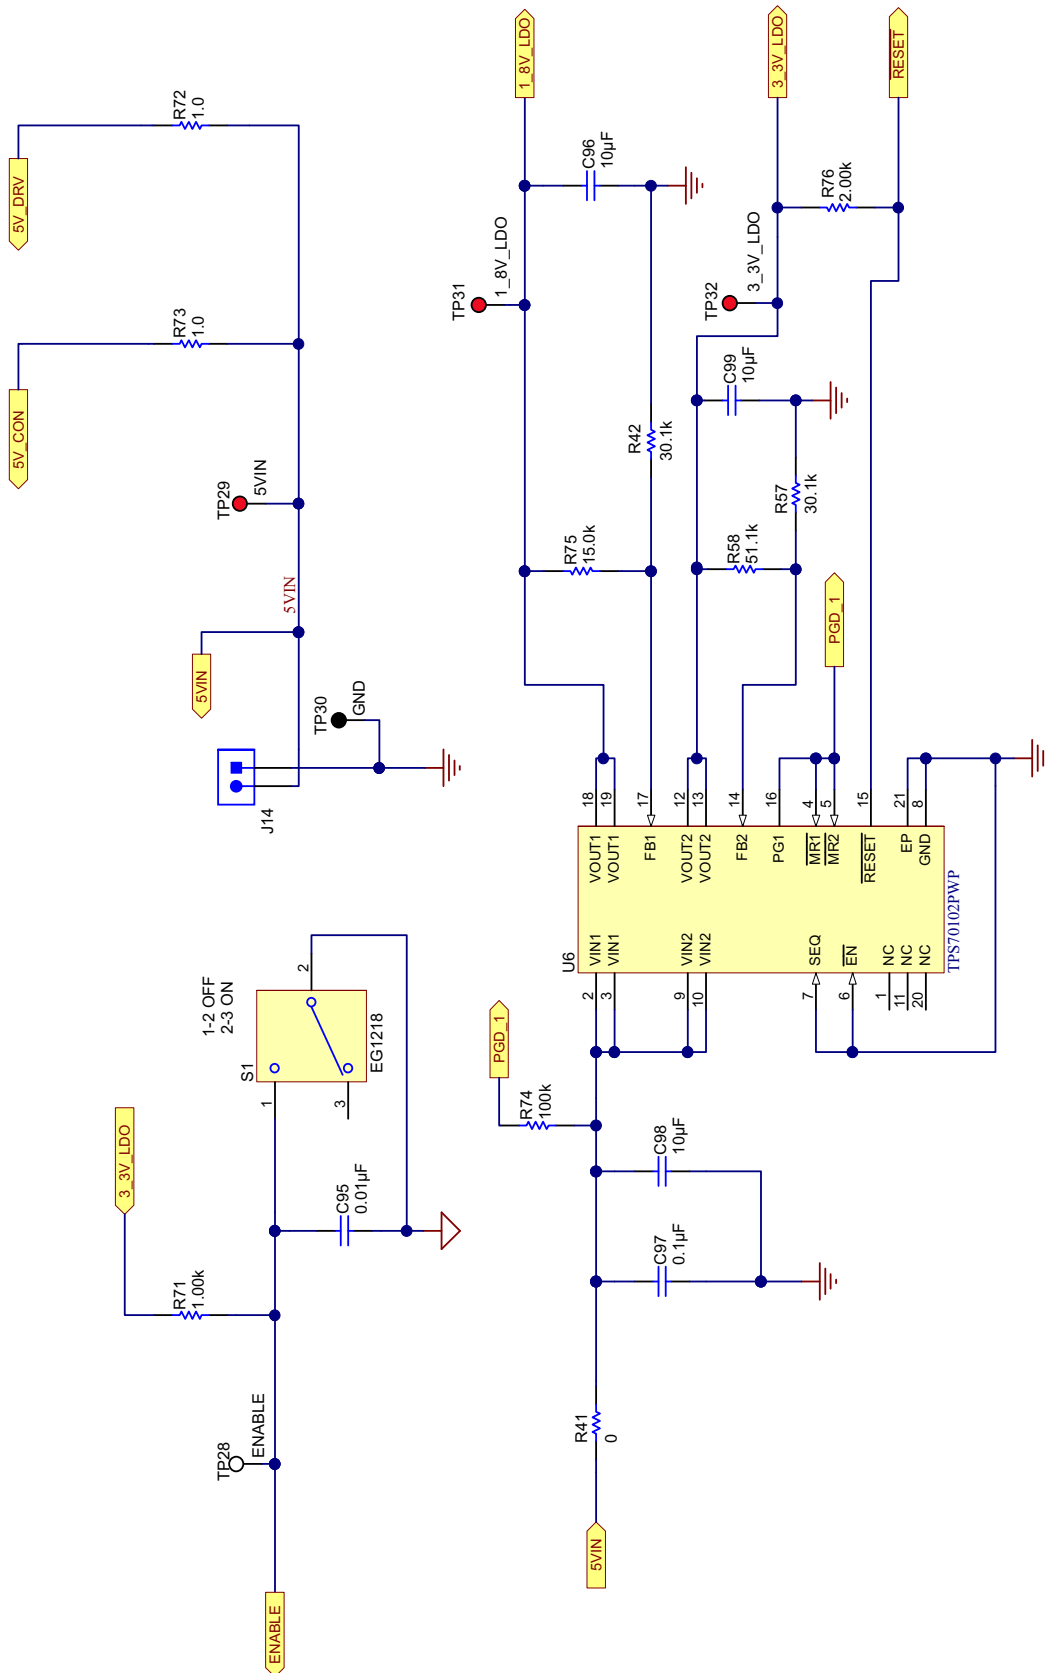 5V_DRV
R72
1.0
5V_CON
R73
1.0
TP29
5VIN
5VIN
5VIN
TP30
GND
J14
1_8V_LDO
C96
10µF
TP31
1_8V_LDO
R42
30.1k
R75
15.0k
3_3V_LDO
RESET
R76
2.00k
TP32
3_3V_LDO
C99
10µF
R57
30.1k
R58
51.1k
PGD_1
18
19
17
12
13
14
16
4
5
15
21
8
VOUT1
VOUT1
FB1
VOUT2
VOUT2
FB2
PG1
MR1
MR2
RESET
EP
GND
U6
TPS70102PWP
VIN1
VIN1
VIN2
VIN2
SEQ
EN
NC
NC
NC
2
3
9
10
7
6
1
11
20
PGD_1
R74
100k
C98
10µF
C97
0.1µF
R41
0
5VIN
1-2 OFF
2-3 ON
S1
EG1218
1
2
3
3_3V_LDO
C95
0.01µF
R71
1.00k
TP28
ENABLE
ENABLE